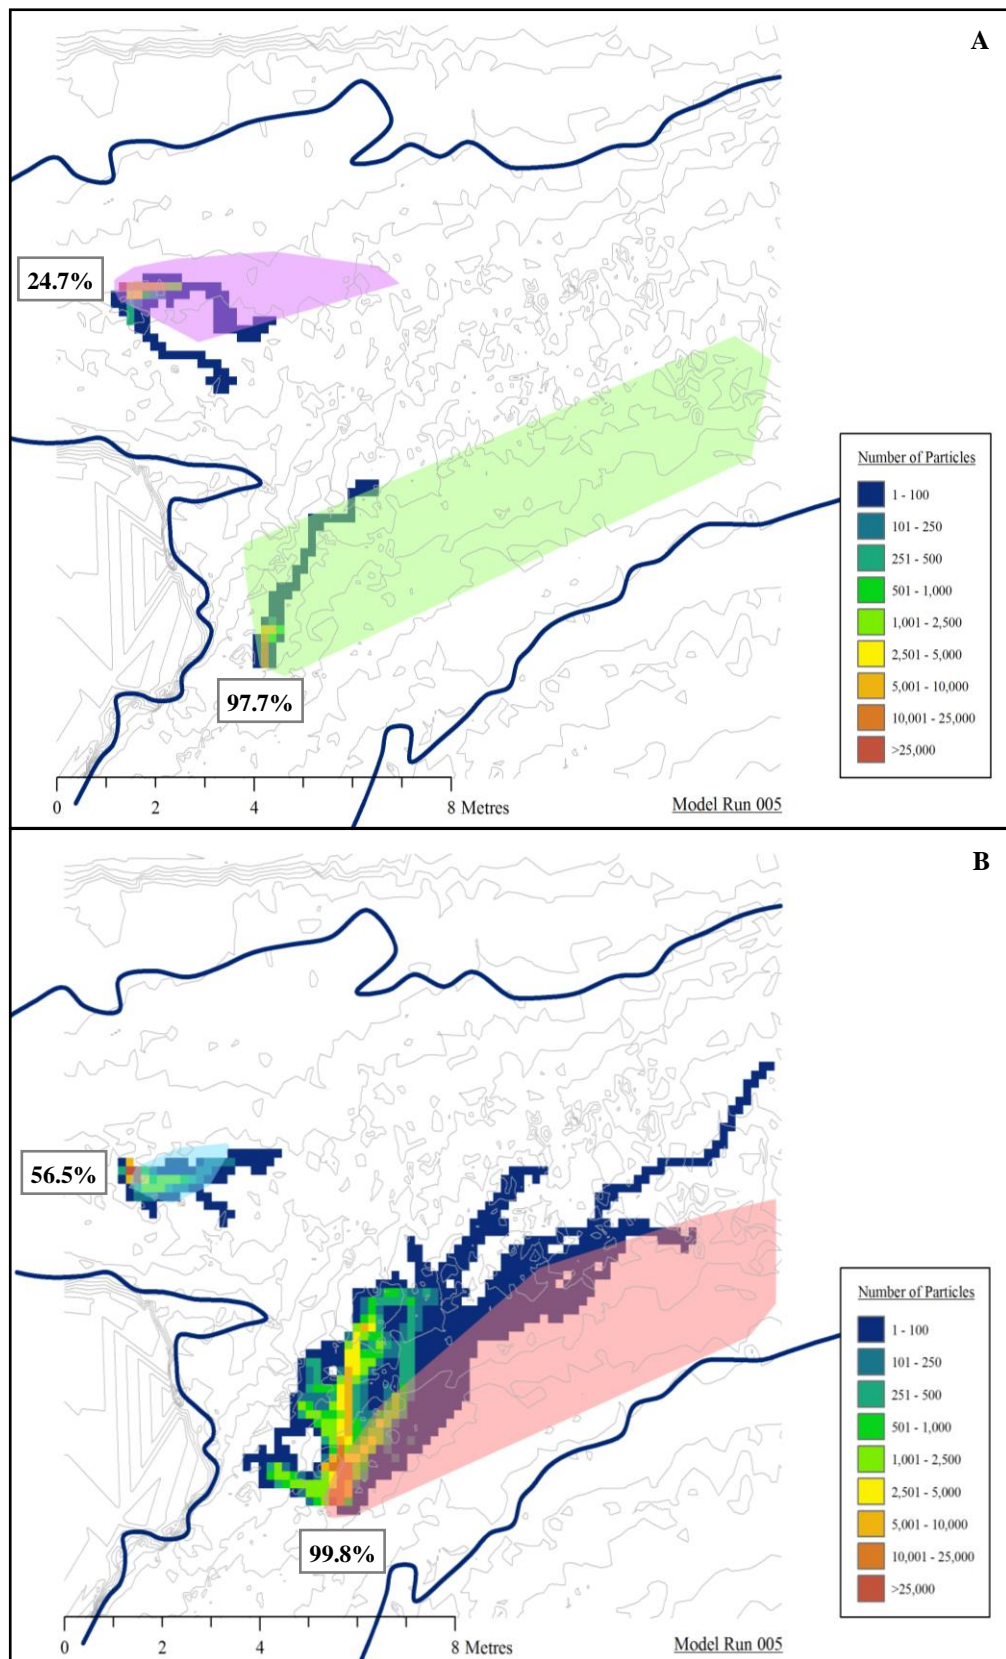 A
24.7%
97.7%
Number of Particles
1 - 100
101 - 250
251 - 500
501 - 1,000
1,001 - 2,500
2,501 - 5,000
5,001 - 10,000
10,001 - 25,000
>25,000
0 2 4 8 Metres
Model Run 005
B
56.5%
99.8%
Number of Particles
1 - 100
101 - 250
251 - 500
501 - 1,000
1,001 - 2,500
2,501 - 5,000
5,001 - 10,000
10,001 - 25,000
>25,000
0 2 4 8 Metres
Model Run 005